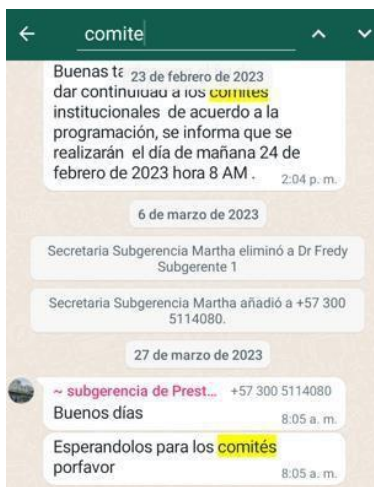 comite
Buenas ta 23 de febrero de 2023
dar continuidad a los comités
institucionales de acuerdo a la
programación, se informa que se
realizarán el día de mañana 24 de
febrero de 2023 hora 8 AM . 2:04 p. m.
6 de marzo de 2023
Secretaria Subgerencia Martha eliminó a Dr Fredy
Subgerente 1
Secretaria Subgerencia Martha añadió a +57 300
5114080.
27 de marzo de 2023
~ subgerencia de Prest... +57 300 5114080
Buenos días 8:05 a. m.
Esperandolos para los comités
porfavor 8:05 a. m.